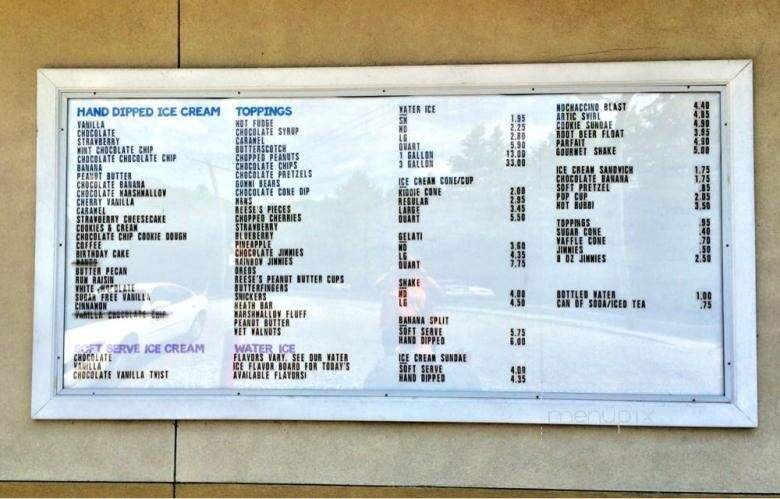 HAND DIPPED ICE CREAM
VANILLA
CHOCOLATE
STRAWBERRY
MINT CHOCOLATE CHIP
CHOCOLATE CHOCOLATE CHIP
BANANA
PEANUT BUTTER
CHOCOLATE BANANA
CHOCOLATE MARSHALLOW
CHERRY VANILLA
CARAMEL
STRAWBERRY CHEESECAKE
COOKIES & CREAM
CHOCOLATE CHIP COOKIE DOUGH
COFFEE
BIRTHDAY CAKE
BUTTER PECAN
RUM RAISIN
WHITE CHOCOLATE
SUGAR FREE VANILLA
CINNAMON
VANILLA CHOCOLATE CHIP
SOFT SERVE ICE CREAM
CHOCOLATE
VANILLA
CHOCOLATE VANILLA TWIST
TOPPINGS
HOT FUDGE
CHOCOLATE SYRUP
CARAMEL
BUTTERSCOTCH
CHOPPED PEANUTS
CHOCOLATE CHIPS
CHOCOLATE PRETZELS
GUMMI BEARS
CHOCOLATE CONE DIP
M&MS
REESE'S PIECES
CHOPPED CHERRIES
STRAWBERRY
BLUEBERRY
PINEAPPLE
CHOCOLATE JIMMIES
RAINBOW JIMMIES
OREOS
REESE'S PEANUT BUTTER CUPS
BUTTERFINGERS
SNICKERS
HEATH BAR
MARSHMALLOW FLUFF
PEANUT BUTTER
WET WALNUTS
WATER ICE
FLAVORS VARY. SEE OUR WATER
ICE FLAVOR BOARD FOR TODAY'S
AVAILABLE FLAVORS!
WATER ICE
SM 1.95
MD 2.25
LG 2.80
QUART 5.90
1 GALLON 13.00
3 GALLON 33.00
ICE CREAM CONE/CUP
KIDDIE CONE 2.00
REGULAR 2.95
LARGE 3.45
QUART 5.50
GELATI
MD 3.60
LG 4.35
QUART 7.75
SHAKE
MD 4.00
LG 4.50
BANANA SPLIT
SOFT SERVE 5.75
HAND DIPPED 6.00
ICE CREAM SUNDAE
SOFT SERVE 4.00
HAND DIPPED 4.35
MOCHACCINO BLAST 4.40
ARTIC SWIRL 4.85
COOKIE SUNDAE 4.90
ROOT BEER FLOAT 3.95
PARFAIT 4.90
GOURMET SHAKE 5.00
ICE CREAM SANDWICH 1.75
CHOCOLATE BANANA 1.75
SOFT PRETZEL .85
PUP CUP 2.05
HOT BUBBI 3.50
TOPPINGS .95
SUGAR CONE .40
WAFFLE CONE .70
JIMMIES .50
8 OZ JIMMIES 2.50
BOTTLED WATER 1.00
CAN OF SODA/ICED TEA .75
menupix